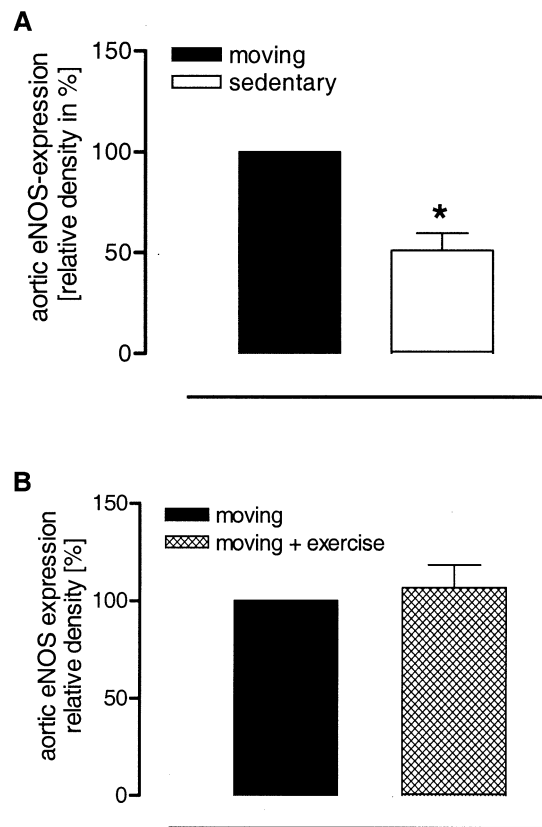 A
aortic eNOS-expression
[relative density in %]
150
100
50
0
moving
sedentary
*
B
aortic eNOS expression
relative density [%]
150
100
50
0
moving
moving + exercise